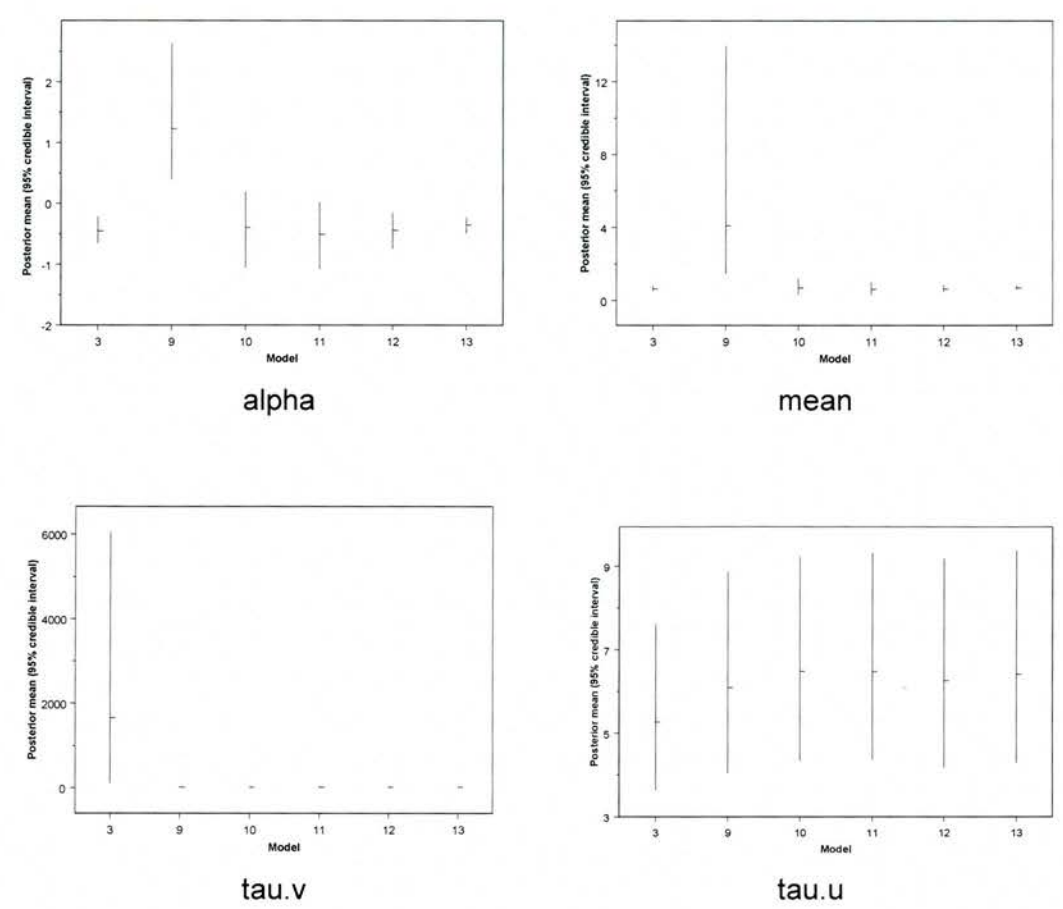 Posterior mean (95% credible interval)
2
1
0
-1
-2
3 9 10 11 12 13
Model
alpha
Posterior mean (95% credible interval)
12
8
4
0
3 9 10 11 12 13
Model
mean
Posterior mean (95% credible interval)
6000
4000
2000
0
3 9 10 11 12 13
Model
tau.v
Posterior mean (95% credible interval)
9
7
5
3
3 9 10 11 12 13
Model
tau.u